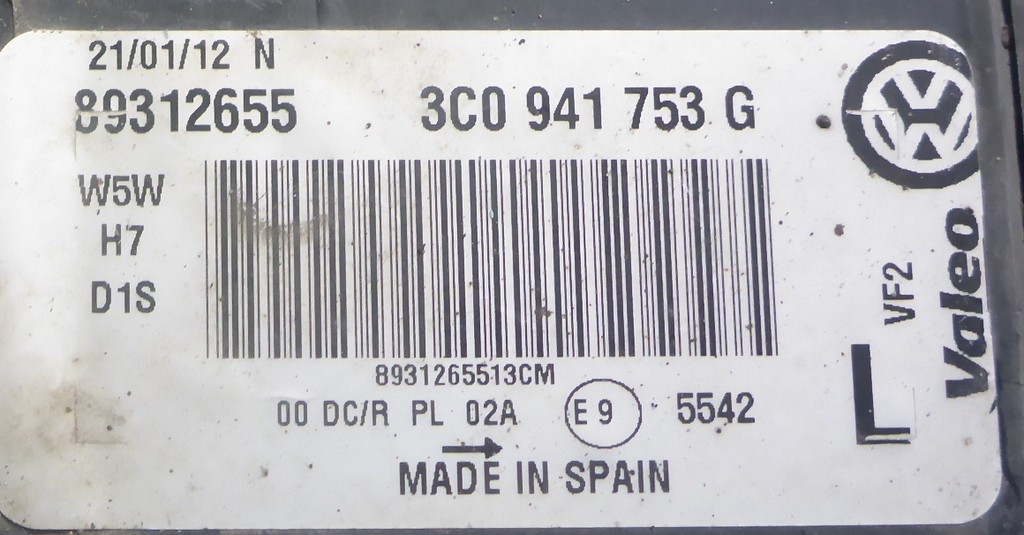 21/01/12 N
89312655 3C0 941 753 G
W5W
H7
D1S
8931265513CM
00 DC/R PL 02A E9 5542
MADE IN SPAIN
VF2
Valeo
L